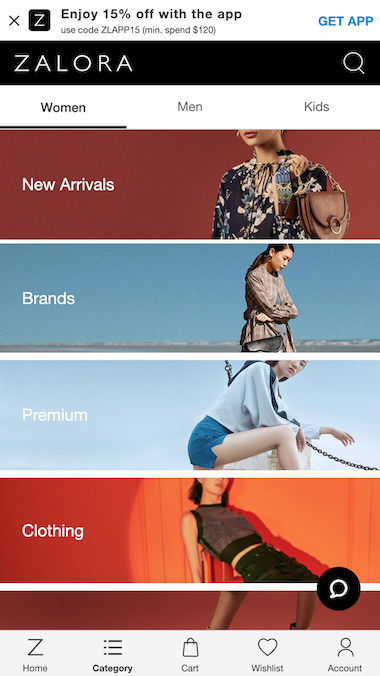 Enjoy 15% off with the app
use code ZLAPP15 (min. spend $120)
GET APP
ZALORA
Women
Men
Kids
New Arrivals
Brands
Premium
Clothing
Home
Category
Cart
Wishlist
Account